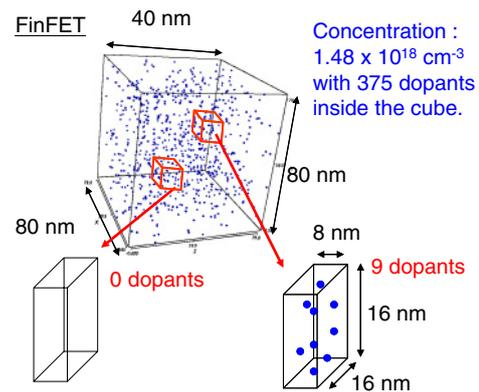 FinFET
40 nm
Concentration :
1.48 x 10¹⁸ cm⁻³
with 375 dopants
inside the cube.
80 nm
80 nm
8 nm
0 dopants
9 dopants
16 nm
16 nm